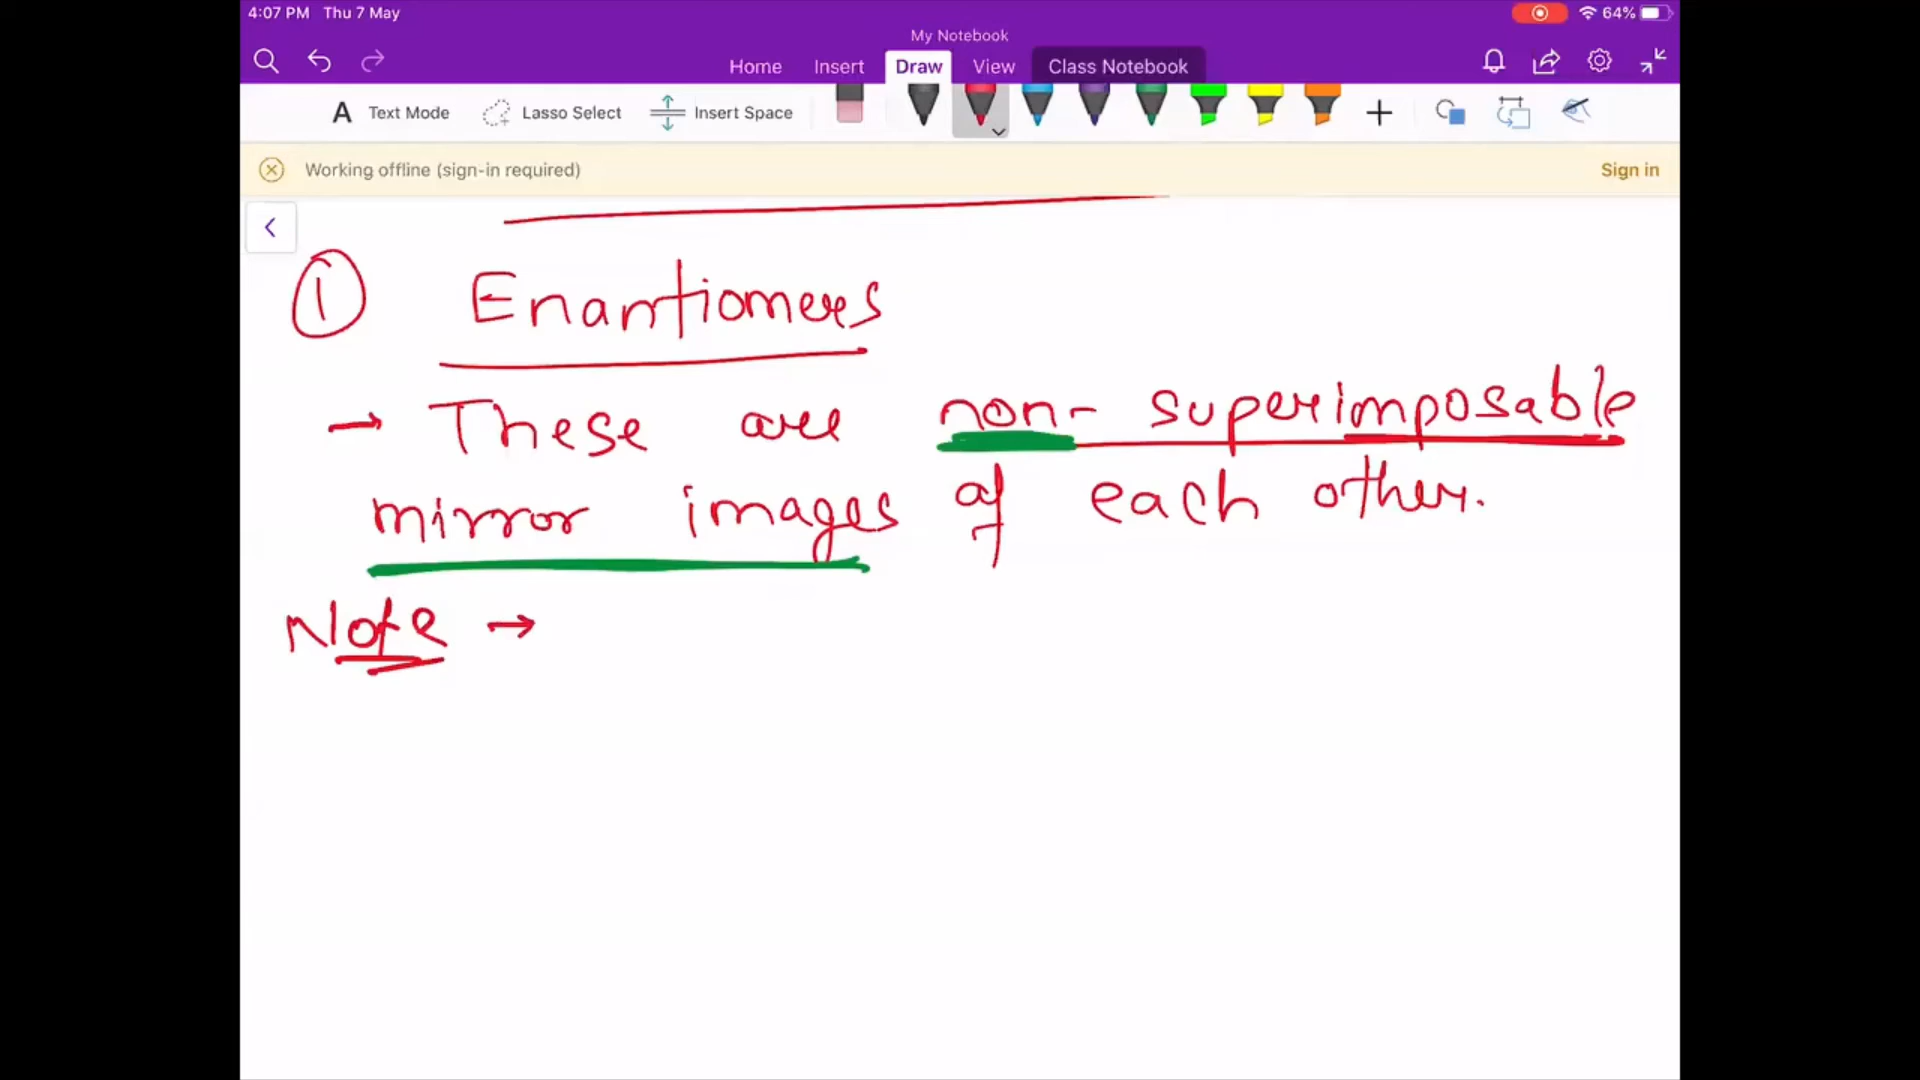 4:07 PM Thu 7 May 64%
My Notebook
Home Insert Draw View Class Notebook
A Text Mode Lasso Select Insert Space
Working offline (sign-in required) Sign in
① Enantiomers
→ These are non-superimposable
mirror images of each other.
Note →